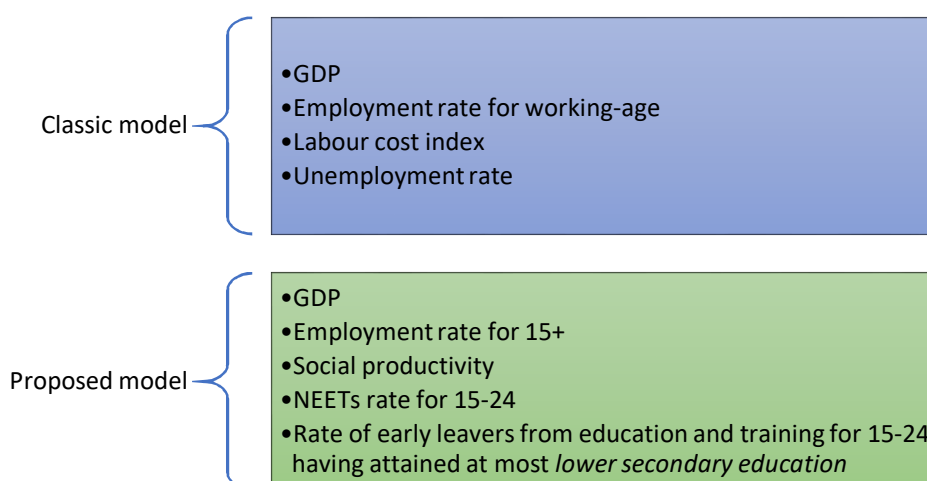 Classic model
•GDP
•Employment rate for working-age
•Labour cost index
•Unemployment rate
Proposed model
•GDP
•Employment rate for 15+
•Social productivity
•NEETs rate for 15-24
•Rate of early leavers from education and training for 15-24
having attained at most lower secondary education